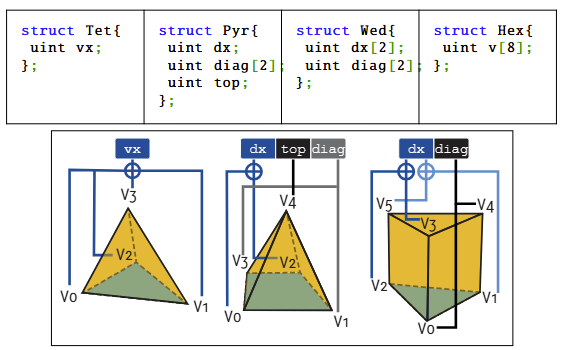 struct Tet{
uint vx;
};
struct Pyr{
uint dx;
uint diag[2];
uint top;
};
struct Wed{
uint dx[2];
uint diag[2];
};
struct Hex{
uint v[8];
};
vx
V3
V2
V0
V1
dx top diag
V4
V3
V2
V0
V1
dx diag
V5
V4
V3
V2
V1
V0